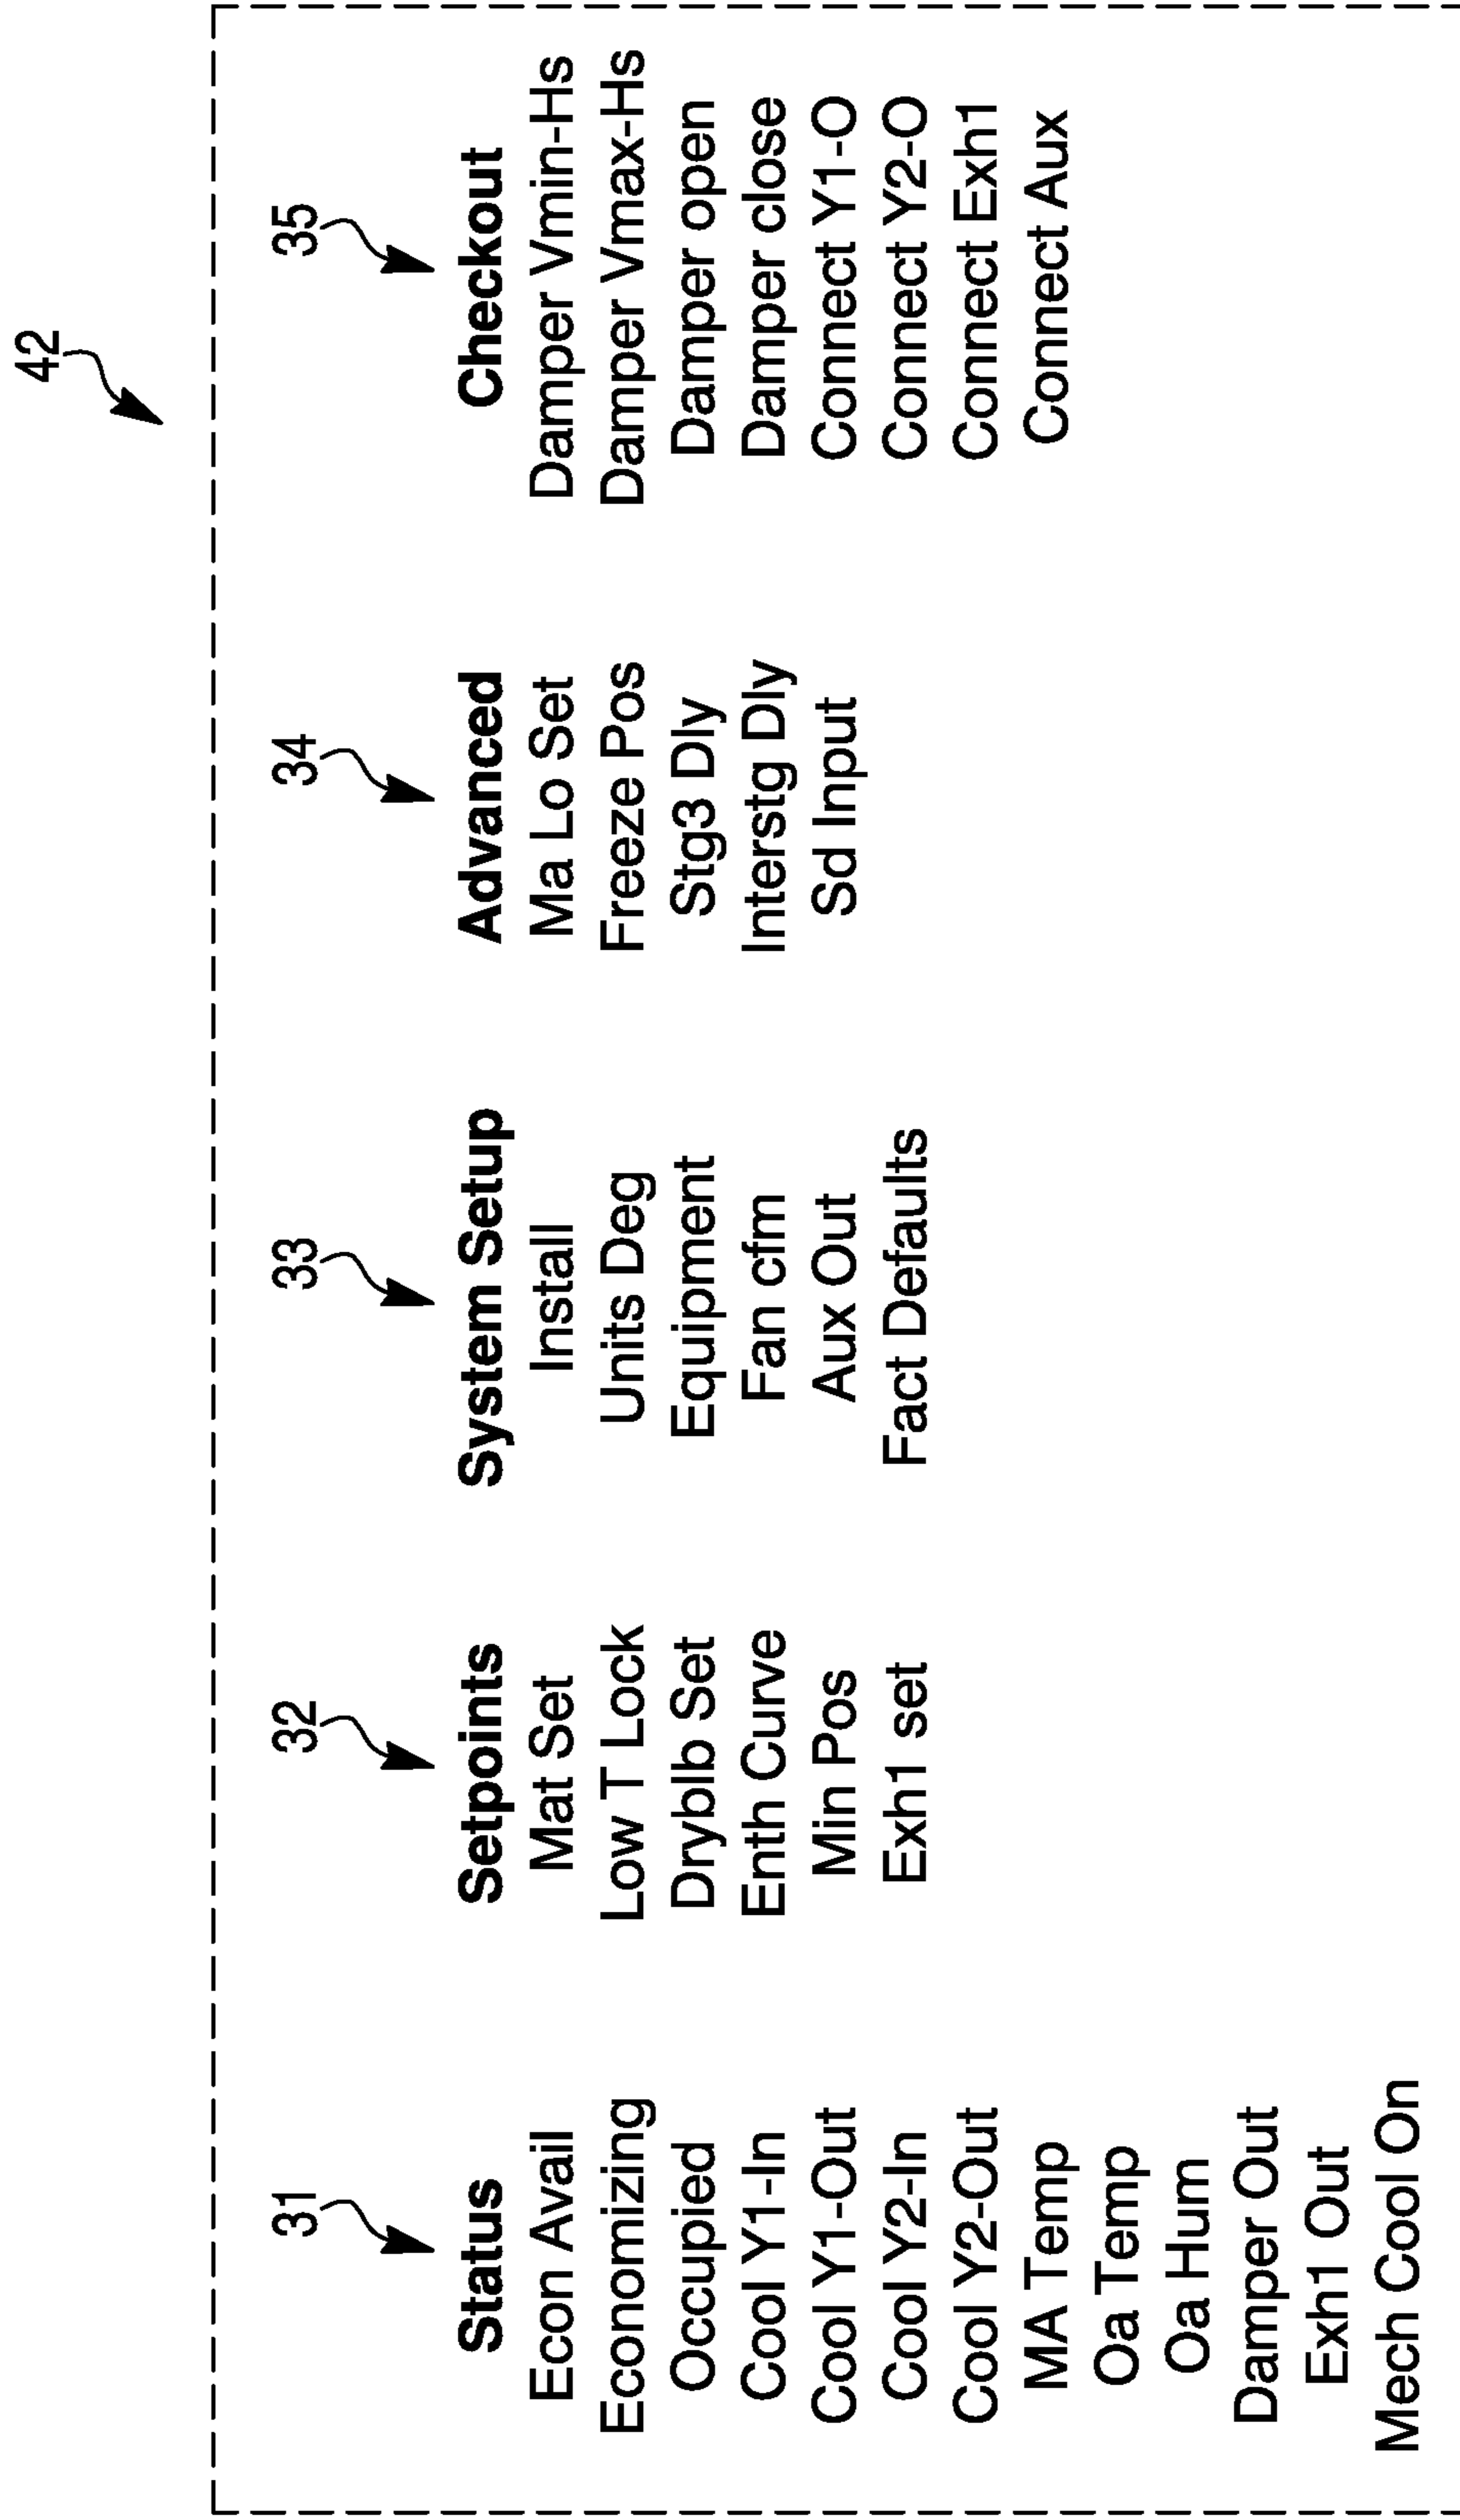 42
31
Status
Econ Avail
Economizing
Occupied
Cool Y1-In
Cool Y1-Out
Cool Y2-In
Cool Y2-Out
MA Temp
Oa Temp
Oa Hum
Damper Out
Exh1 Out
Mech Cool On
32
Setpoints
Mat Set
Low T Lock
Dryblb Set
Enth Curve
Min Pos
Exh1 set
33
System Setup
Install
Units Deg
Equipment
Fan cfm
Aux Out
Fact Defaults
34
Advanced
Ma Lo Set
Freeze Pos
Stg3 Dly
Interstg Dly
Sd Input
35
Checkout
Damper Vmin-Hs
Damper Vmax-Hs
Damper open
Damper close
Connect Y1-O
Connect Y2-O
Connect Exh1
Connect Aux